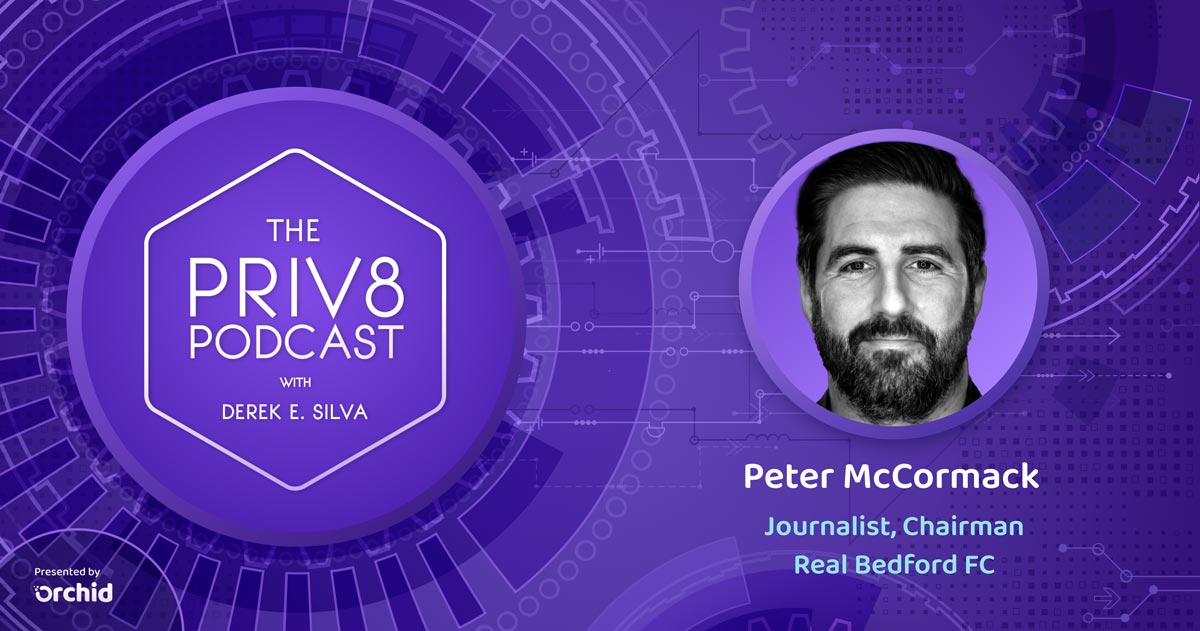 THE
PRIV8
PODCAST
WITH
DEREK E. SILVA
Peter McCormack
Journalist, Chairman
Real Bedford FC
Presented by
Orchid